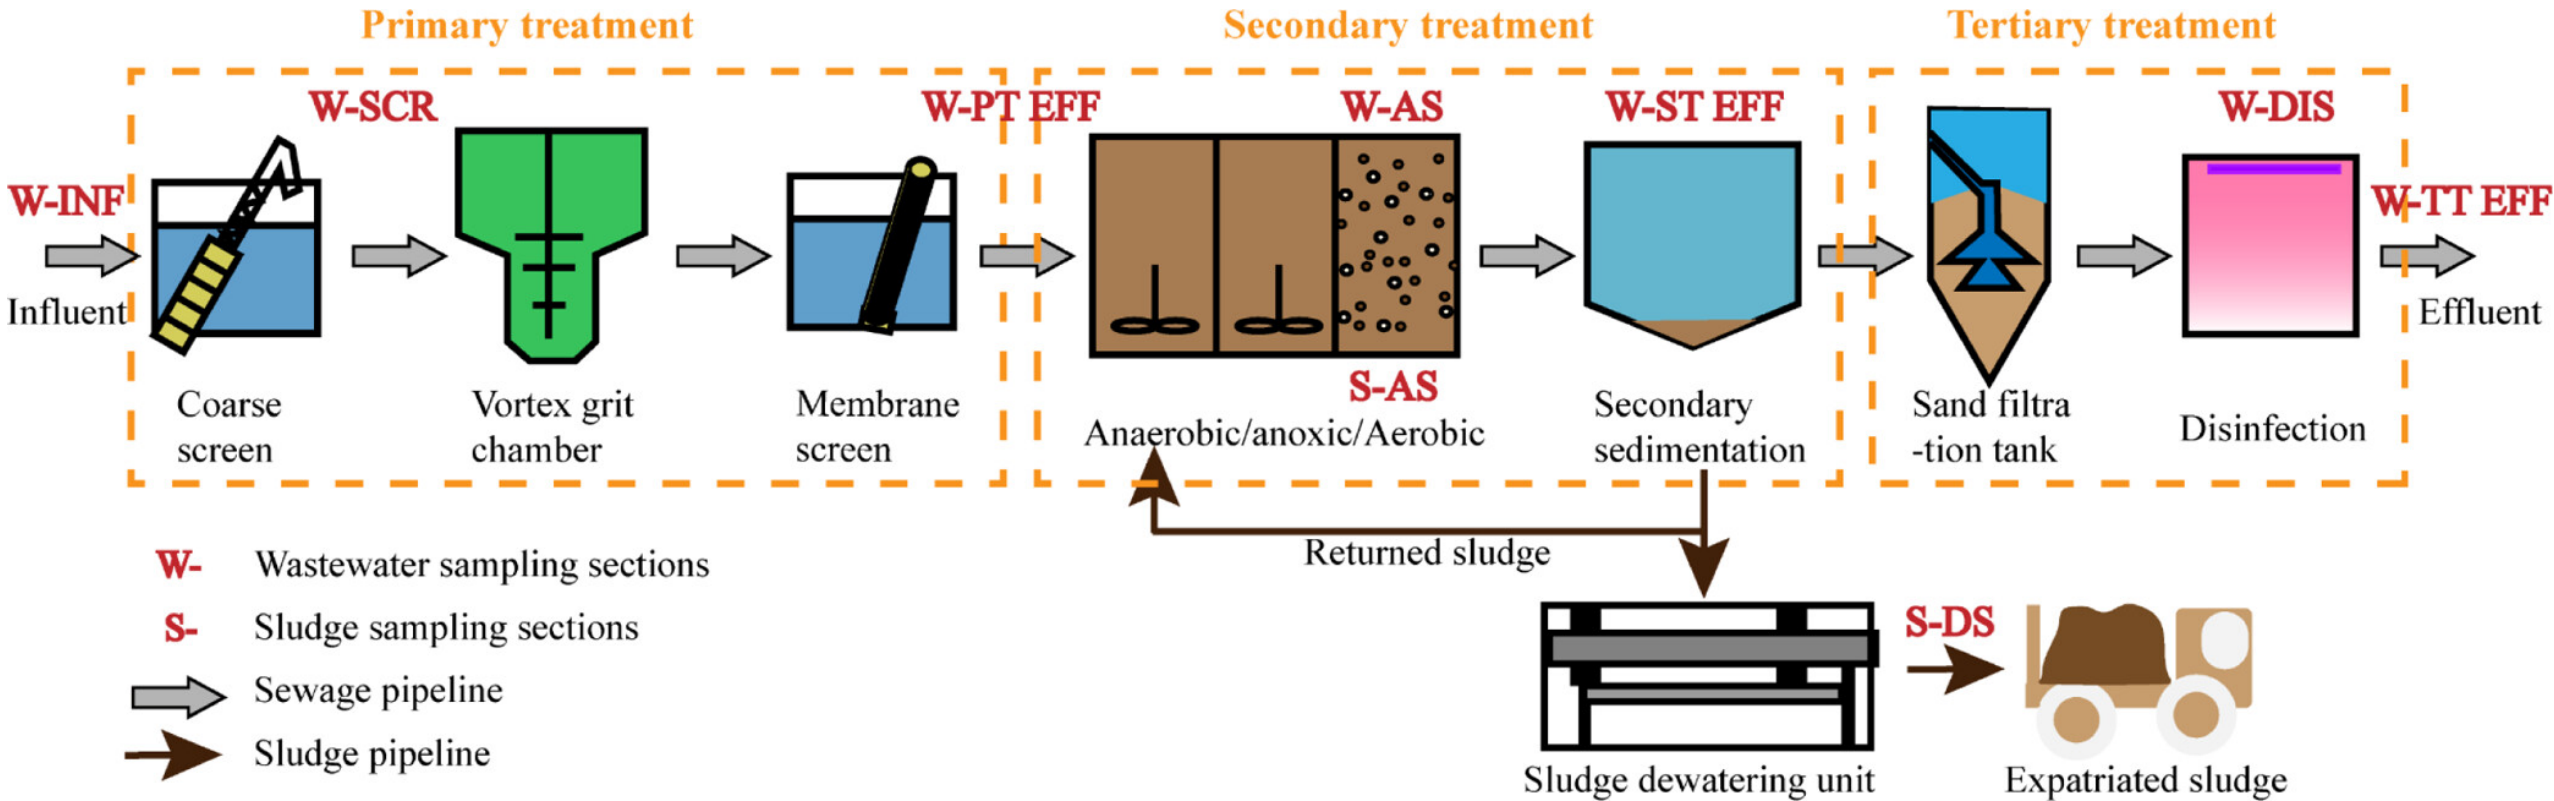 Primary treatment
Secondary treatment
Tertiary treatment
W-SCR
W-PT EFF
W-AS
W-ST EFF
W-DIS
W-INF
W-TT EFF
Influent
Effluent
S-AS
Coarse
screen
Vortex grit
chamber
Membrane
screen
Anaerobic/anoxic/Aerobic
Secondary
sedimentation
Sand filtra
-tion tank
Disinfection
Returned sludge
W- Wastewater sampling sections
S- Sludge sampling sections
Sewage pipeline
Sludge pipeline
S-DS
Sludge dewatering unit
Expatriated sludge